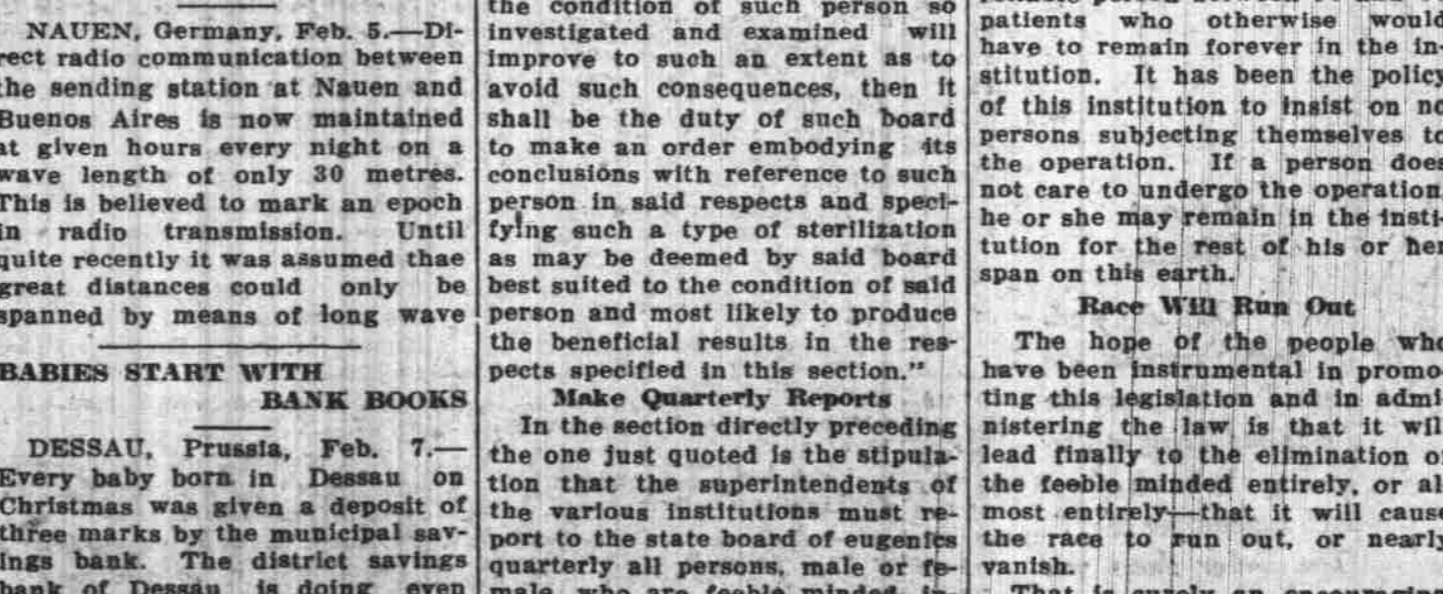 NAUEN, Germany, Feb. 5.—Di-
rect radio communication between
the sending station at Nauen and
Buenos Aires is now maintained
at given hours every night on a
wave length of only 30 metres.
This is believed to mark an epoch
in radio transmission. Until
quite recently it was assumed thae
great distances could only be
spanned by means of long wave
BABIES START WITH
BANK BOOKS
DESSAU, Prussia, Feb. 7.—
Every baby born in Dessau on
Christmas was given a deposit of
three marks by the municipal sav-
ings bank. The district savings
bank of Dessau is doing even
the condition of such person so
investigated and examined will
improve to such an extent as to
avoid such consequences, then it
shall be the duty of such board
to make an order embodying its
conclusions with reference to such
person in said respects and speci-
fying such a type of sterilization
as may be deemed by said board
best suited to the condition of said
person and most likely to produce
the beneficial results in the res-
pects specified in this section."
Make Quarterly Reports
In the section directly preceding
the one just quoted is the stipula-
tion that the superintendents of
the various institutions must re-
port to the state board of eugenics
quarterly all persons, male or fe-
male, who are feeble minded, in-
patients who otherwise would
have to remain forever in the in-
stitution. It has been the policy
of this institution to insist on no
persons subjecting themselves to
the operation. If a person does
not care to undergo the operation
he or she may remain in the insti-
tution for the rest of his or her
span on this earth.
Race Will Run Out
The hope of the people who
have been instrumental in promo-
ting this legislation and in admi-
nistering the law is that it will
lead finally to the elimination of
the feeble minded entirely, or al-
most entirely—that it will cause
the race to run out, or nearly
vanish.
That is surely an encouraging